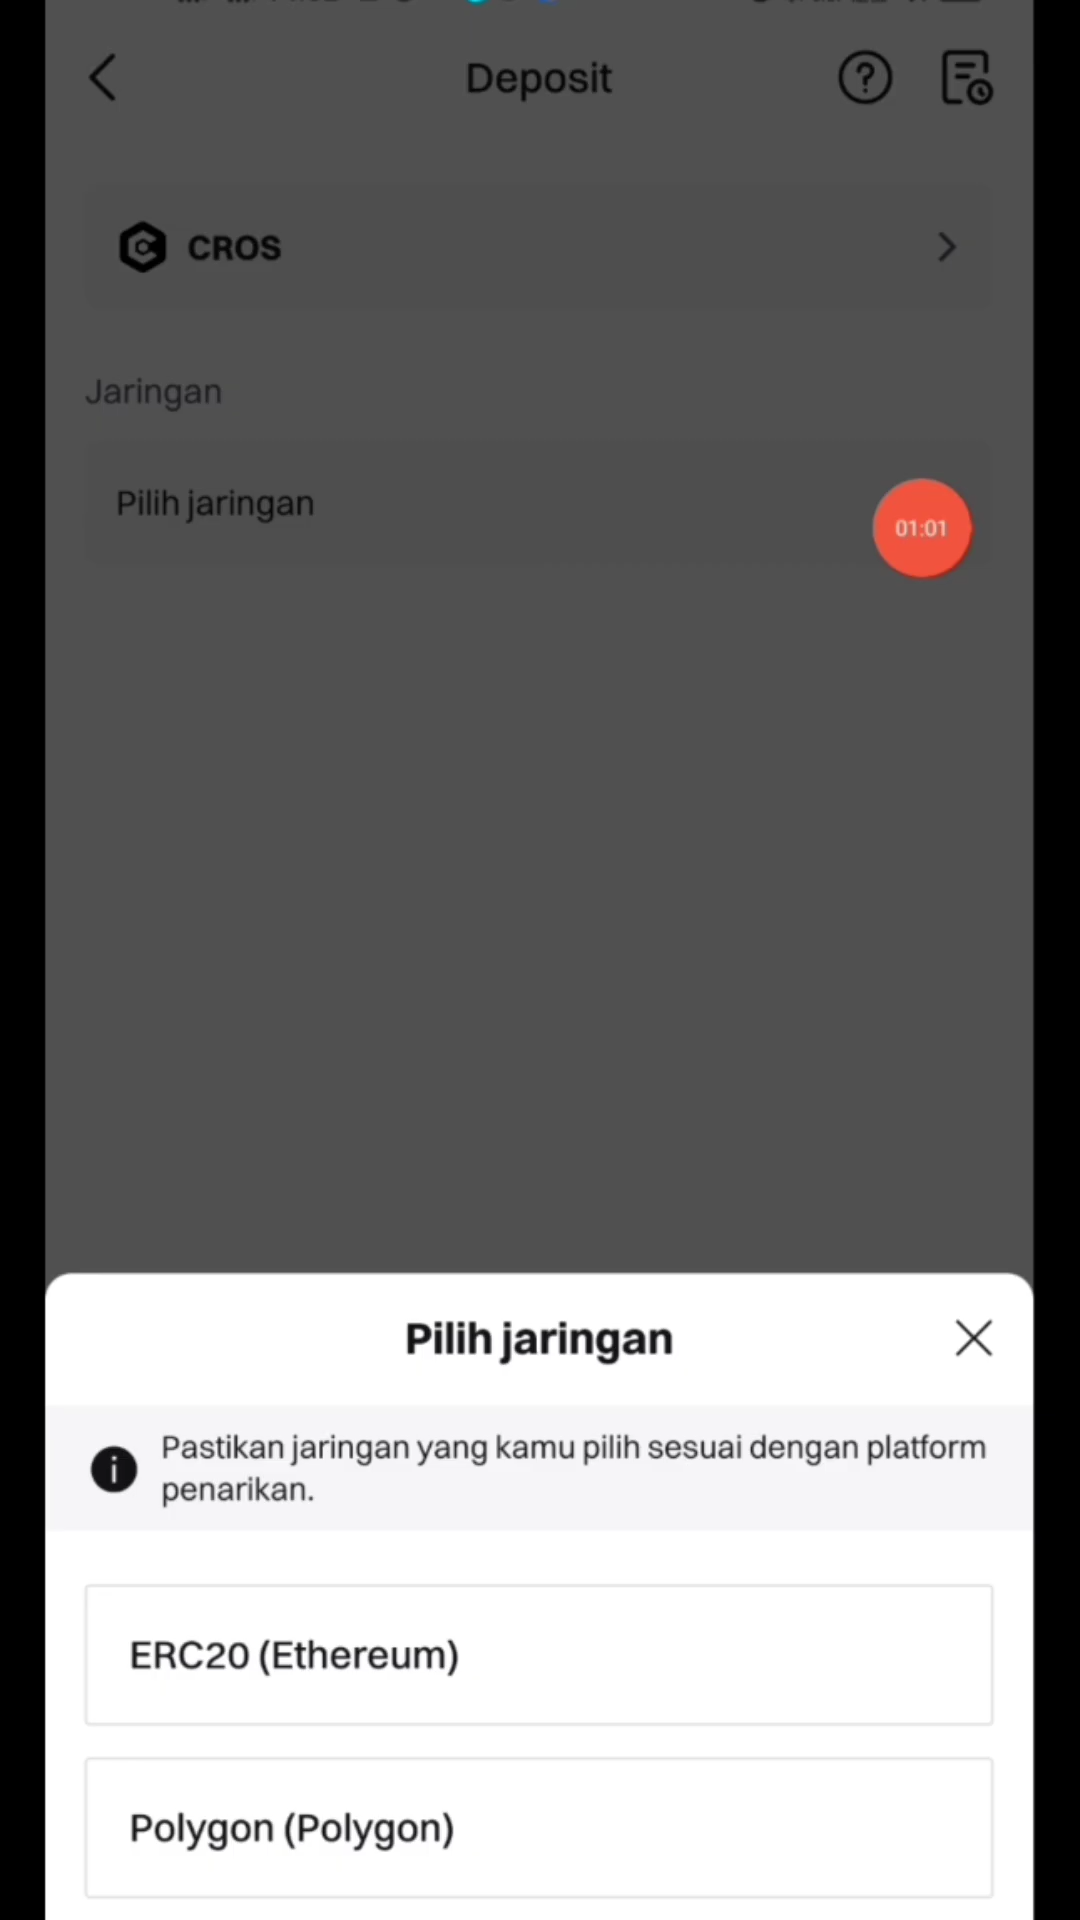 Deposit
CROS
Jaringan
Pilih jaringan
01:01
Pilih jaringan
Pastikan jaringan yang kamu pilih sesuai dengan platform
penarikan.
ERC20 (Ethereum)
Polygon (Polygon)